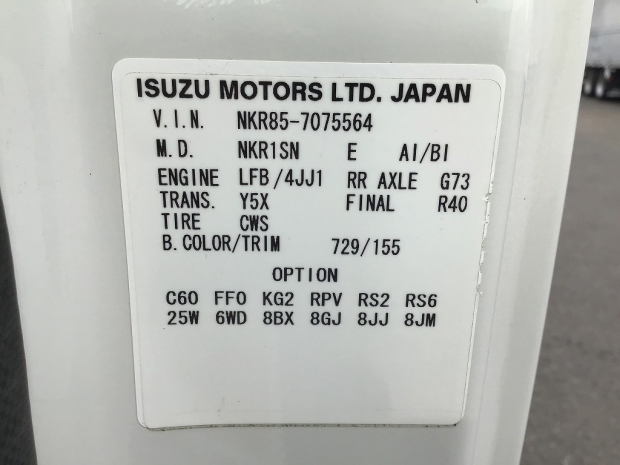 ISUZU MOTORS LTD. JAPAN
V.I.N. NKR85-7075564
M.D. NKR1SN E AI/BI
ENGINE LFB/4JJ1 RR AXLE G73
TRANS. Y5X FINAL R40
TIRE CWS
B.COLOR/TRIM 729/155
OPTION
C60 FF0 KG2 RPV RS2 RS6
25W 6WD 8BX 8GJ 8JJ 8JM